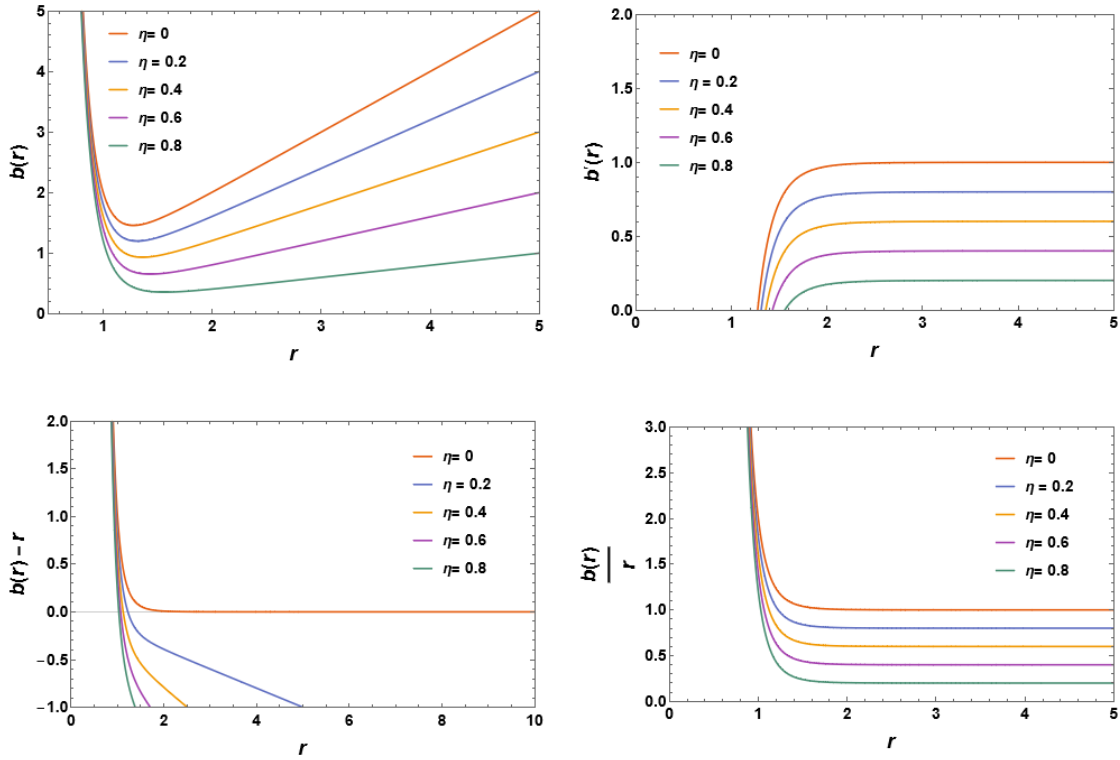 5
4
3
2
1
0
b(r)
η= 0
η = 0.2
η= 0.4
η= 0.6
η= 0.8
1 2 3 4 5
r
2.0
1.5
1.0
0.5
0.0
b′(r)
η= 0
η = 0.2
η= 0.4
η= 0.6
η= 0.8
0 1 2 3 4 5
r
2.0
1.5
1.0
0.5
0.0
−0.5
−1.0
b(r) − r
η= 0
η = 0.2
η= 0.4
η= 0.6
η= 0.8
0 2 4 6 8 10
r
3.0
2.5
2.0
1.5
1.0
0.5
0.0
b(r)
r
η= 0
η = 0.2
η= 0.4
η= 0.6
η= 0.8
0 1 2 3 4 5
r